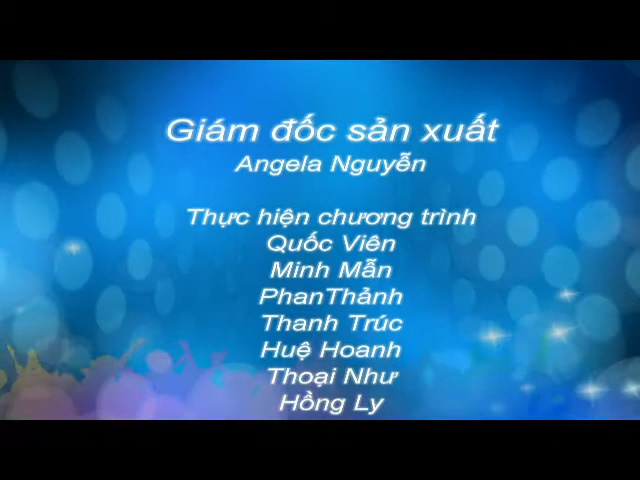 Giám đốc sản xuất
Angela Nguyễn
Thực hiện chương trình
Quốc Viên
Minh Mẫn
PhanThảnh
Thanh Trúc
Huệ Hoanh
Thoại Như
Hồng Ly